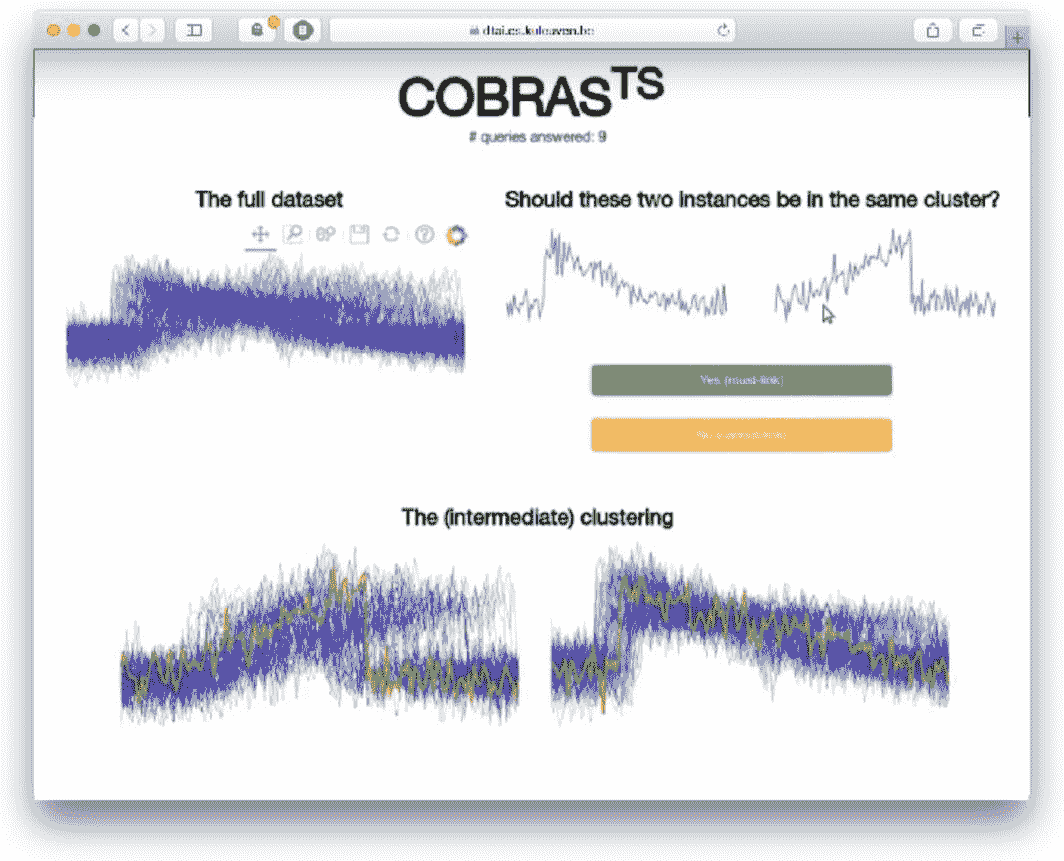 dtai.cs.kuleuven.be
COBRASTS
# queries answered: 9
The full dataset
Should these two instances be in the same cluster?
Yes (must-link)
The (intermediate) clustering